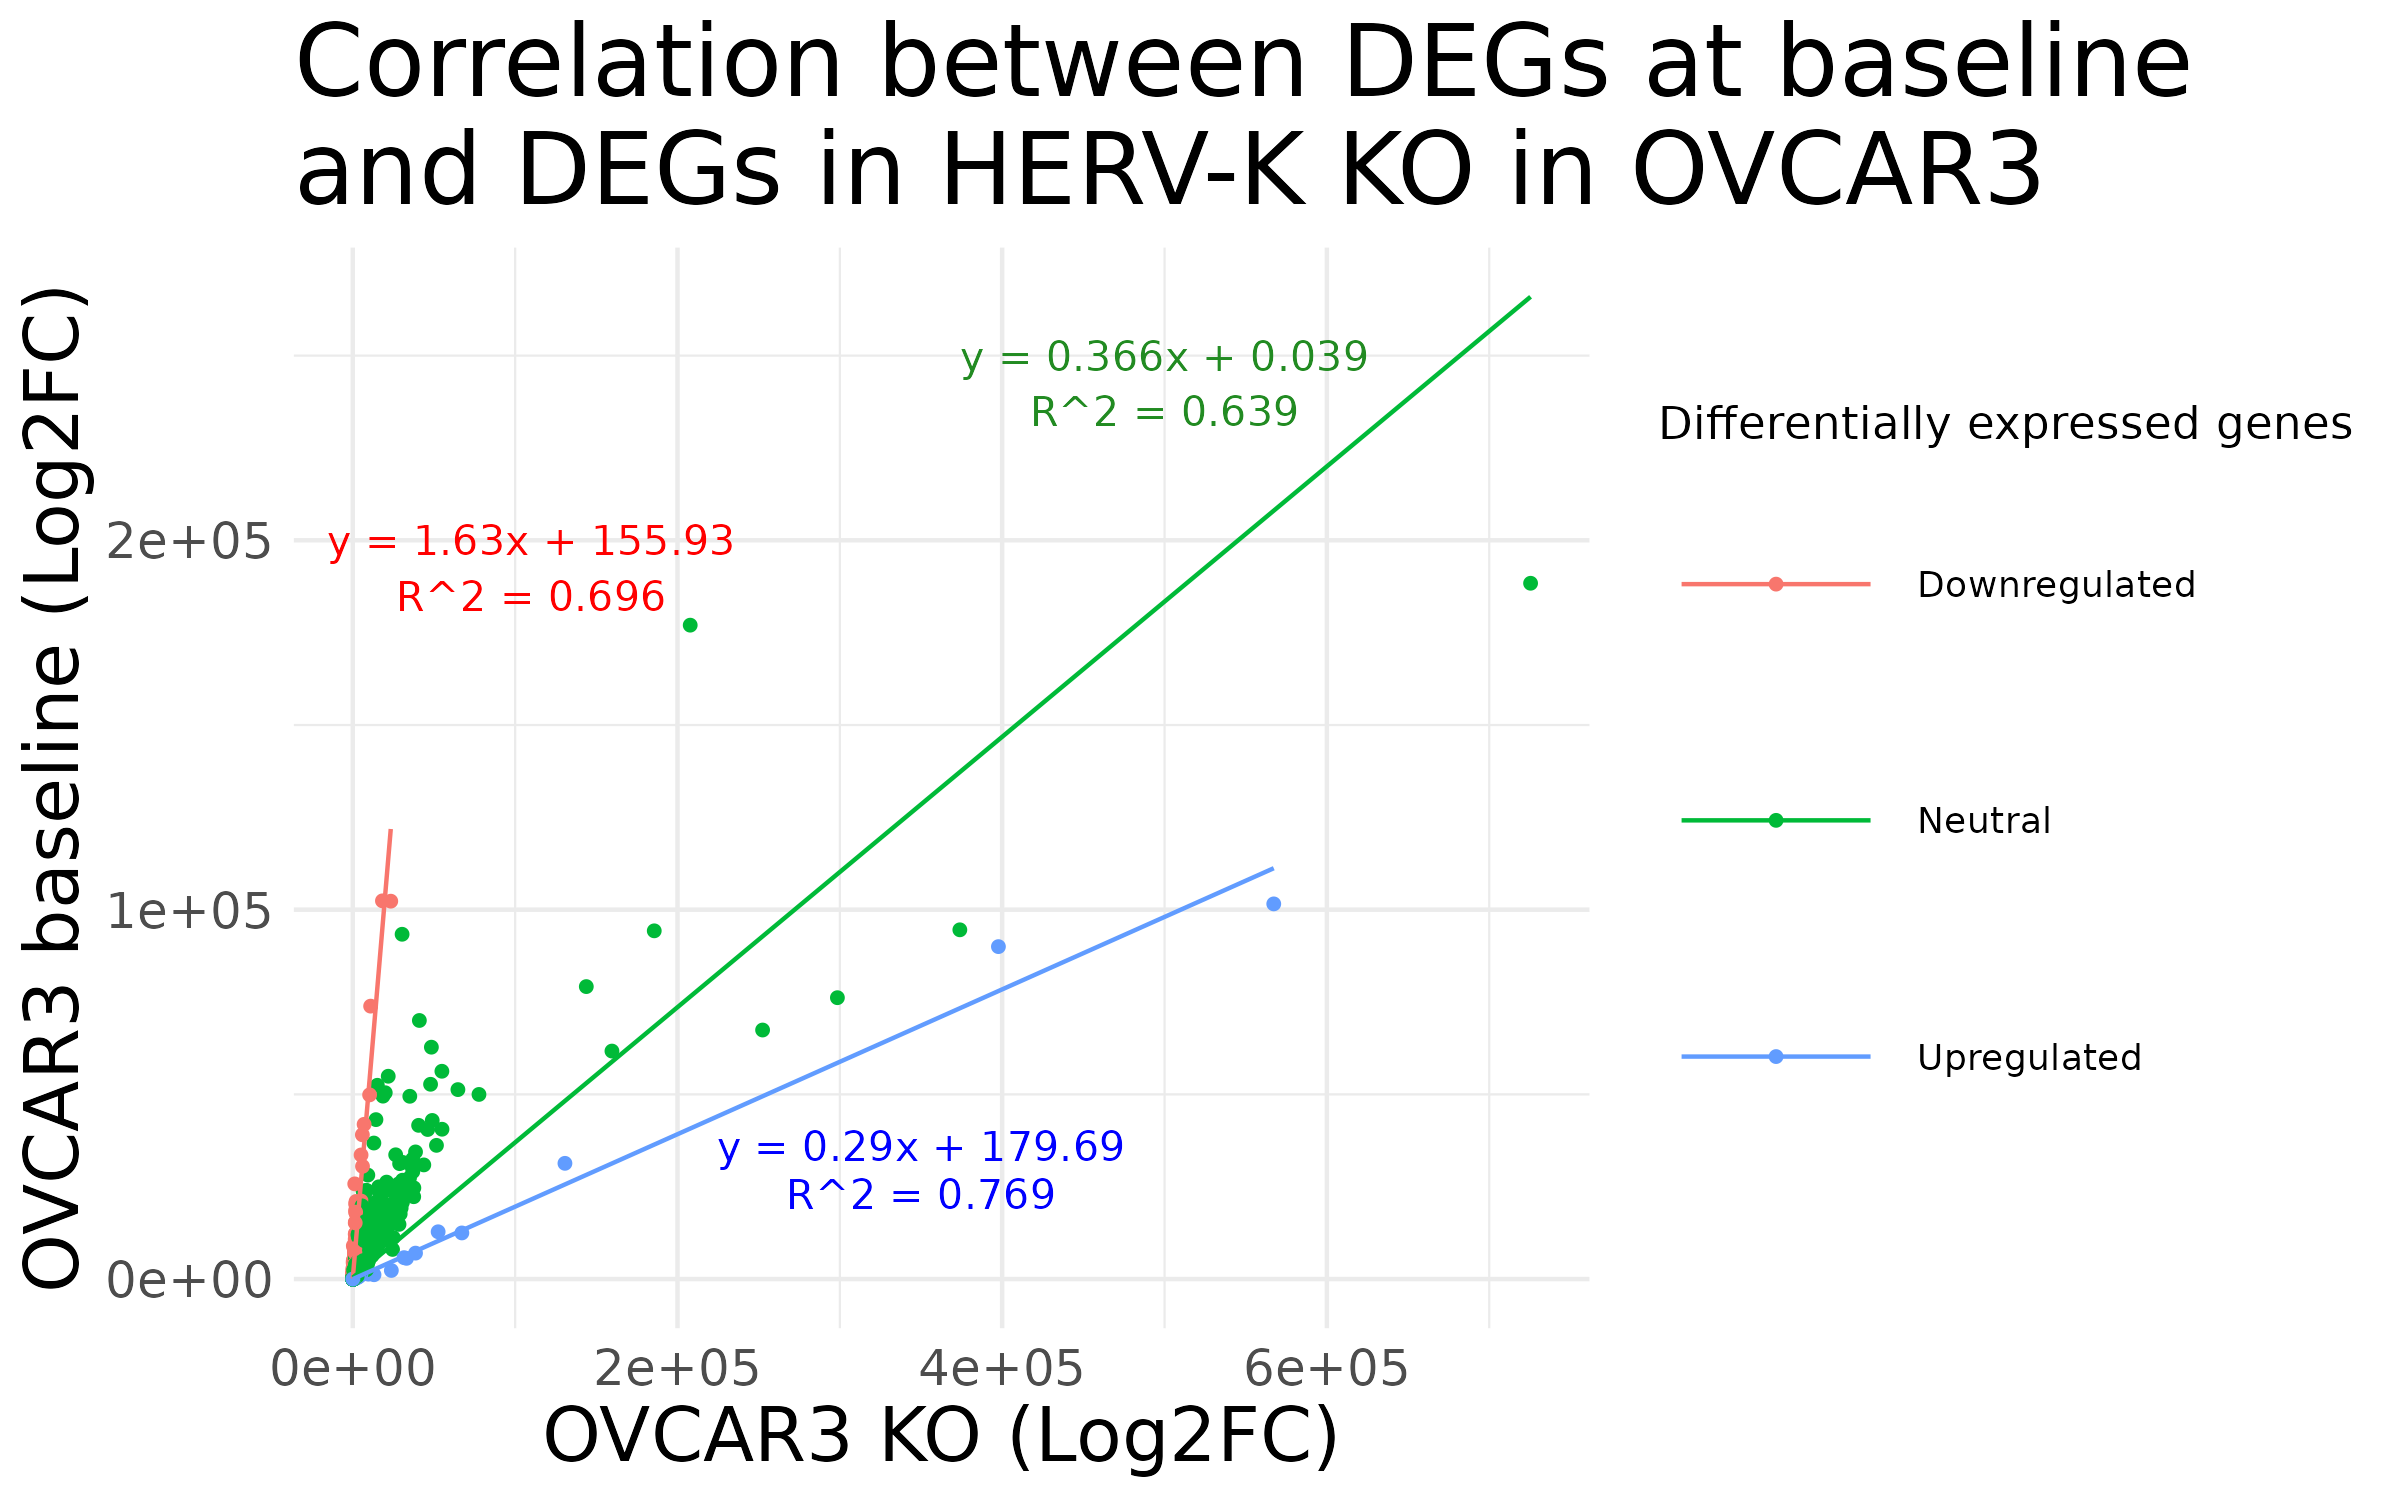 Correlation between DEGs at baseline
and DEGs in HERV-K KO in OVCAR3
OVCAR3 baseline (Log2FC)
2e+05
1e+05
0e+00
y = 0.366x + 0.039
R^2 = 0.639
y = 1.63x + 155.93
R^2 = 0.696
y = 0.29x + 179.69
R^2 = 0.769
0e+00 2e+05 4e+05 6e+05
OVCAR3 KO (Log2FC)
Differentially expressed genes
Downregulated
Neutral
Upregulated